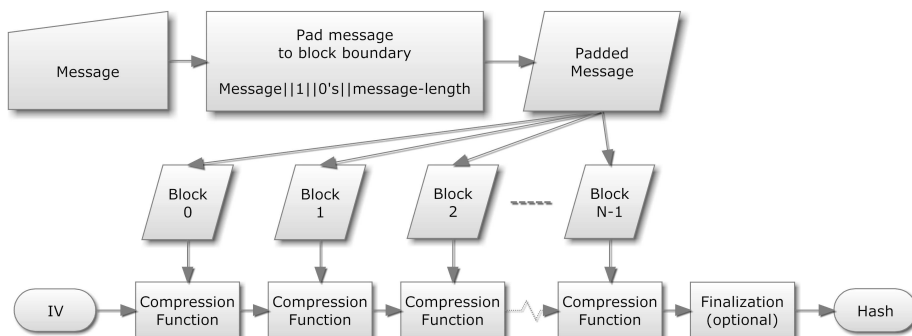 Message
Pad message
to block boundary
Message||1||0's||message-length
Padded
Message
Block
0
Block
1
Block
2
Block
N-1
IV
Compression
Function
Compression
Function
Compression
Function
Compression
Function
Finalization
(optional)
Hash